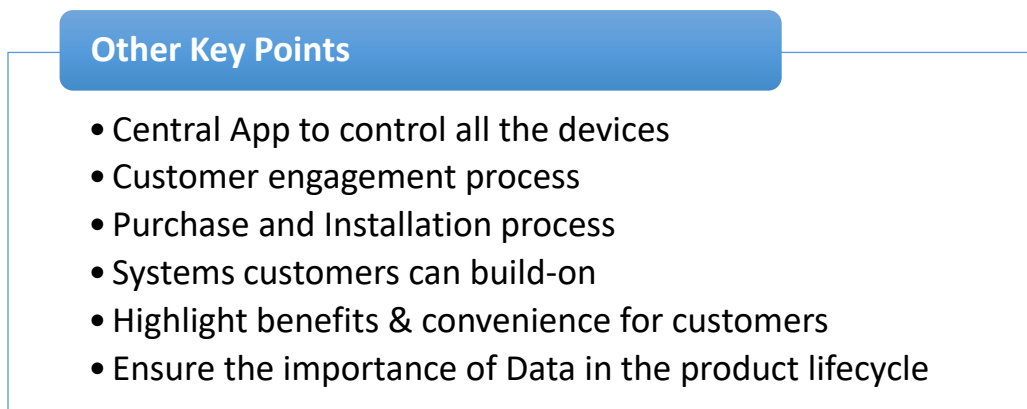 Other Key Points
• Central App to control all the devices
• Customer engagement process
• Purchase and Installation process
• Systems customers can build-on
• Highlight benefits & convenience for customers
• Ensure the importance of Data in the product lifecycle